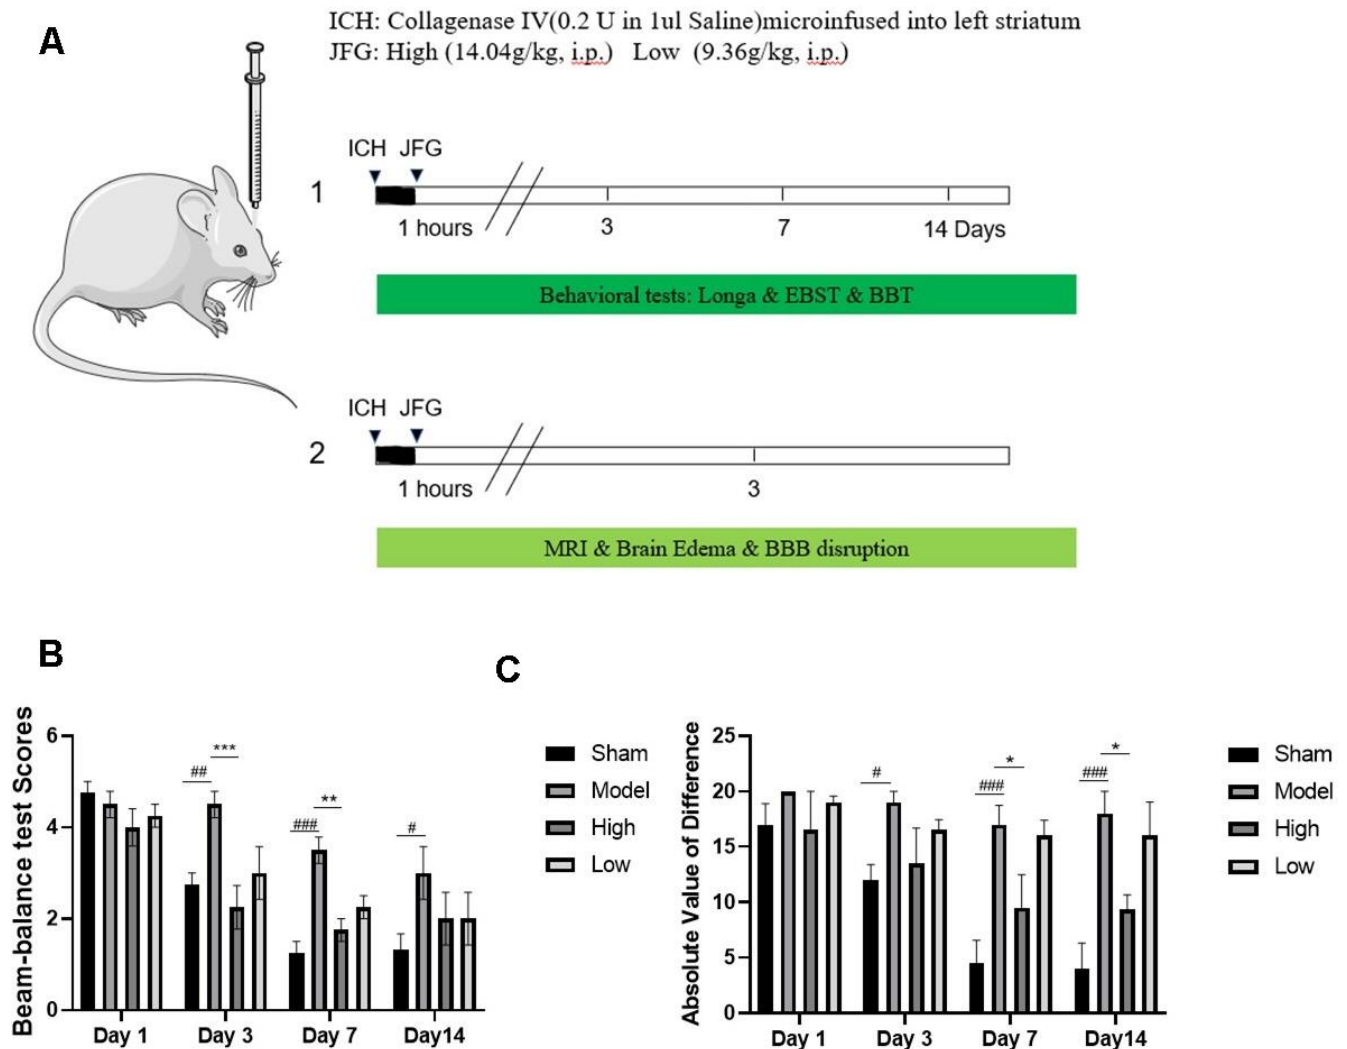 A
ICH: Collagenase IV(0.2 U in 1ul Saline)microinfused into left striatum
JFG: High (14.04g/kg, i.p.) Low (9.36g/kg, i.p.)
ICH JFG
1
1 hours 3 7 14 Days
Behavioral tests: Longa & EBST & BBT
ICH JFG
2
1 hours 3
MRI & Brain Edema & BBB disruption
B
Beam-balance test Scores
6
4
2
0
## ***
### **
#
Day 1 Day 3 Day 7 Day14
Sham
Model
High
Low
C
Absolute Value of Difference
25
20
15
10
5
0
#
### *
### *
Day 1 Day 3 Day 7 Day14
Sham
Model
High
Low